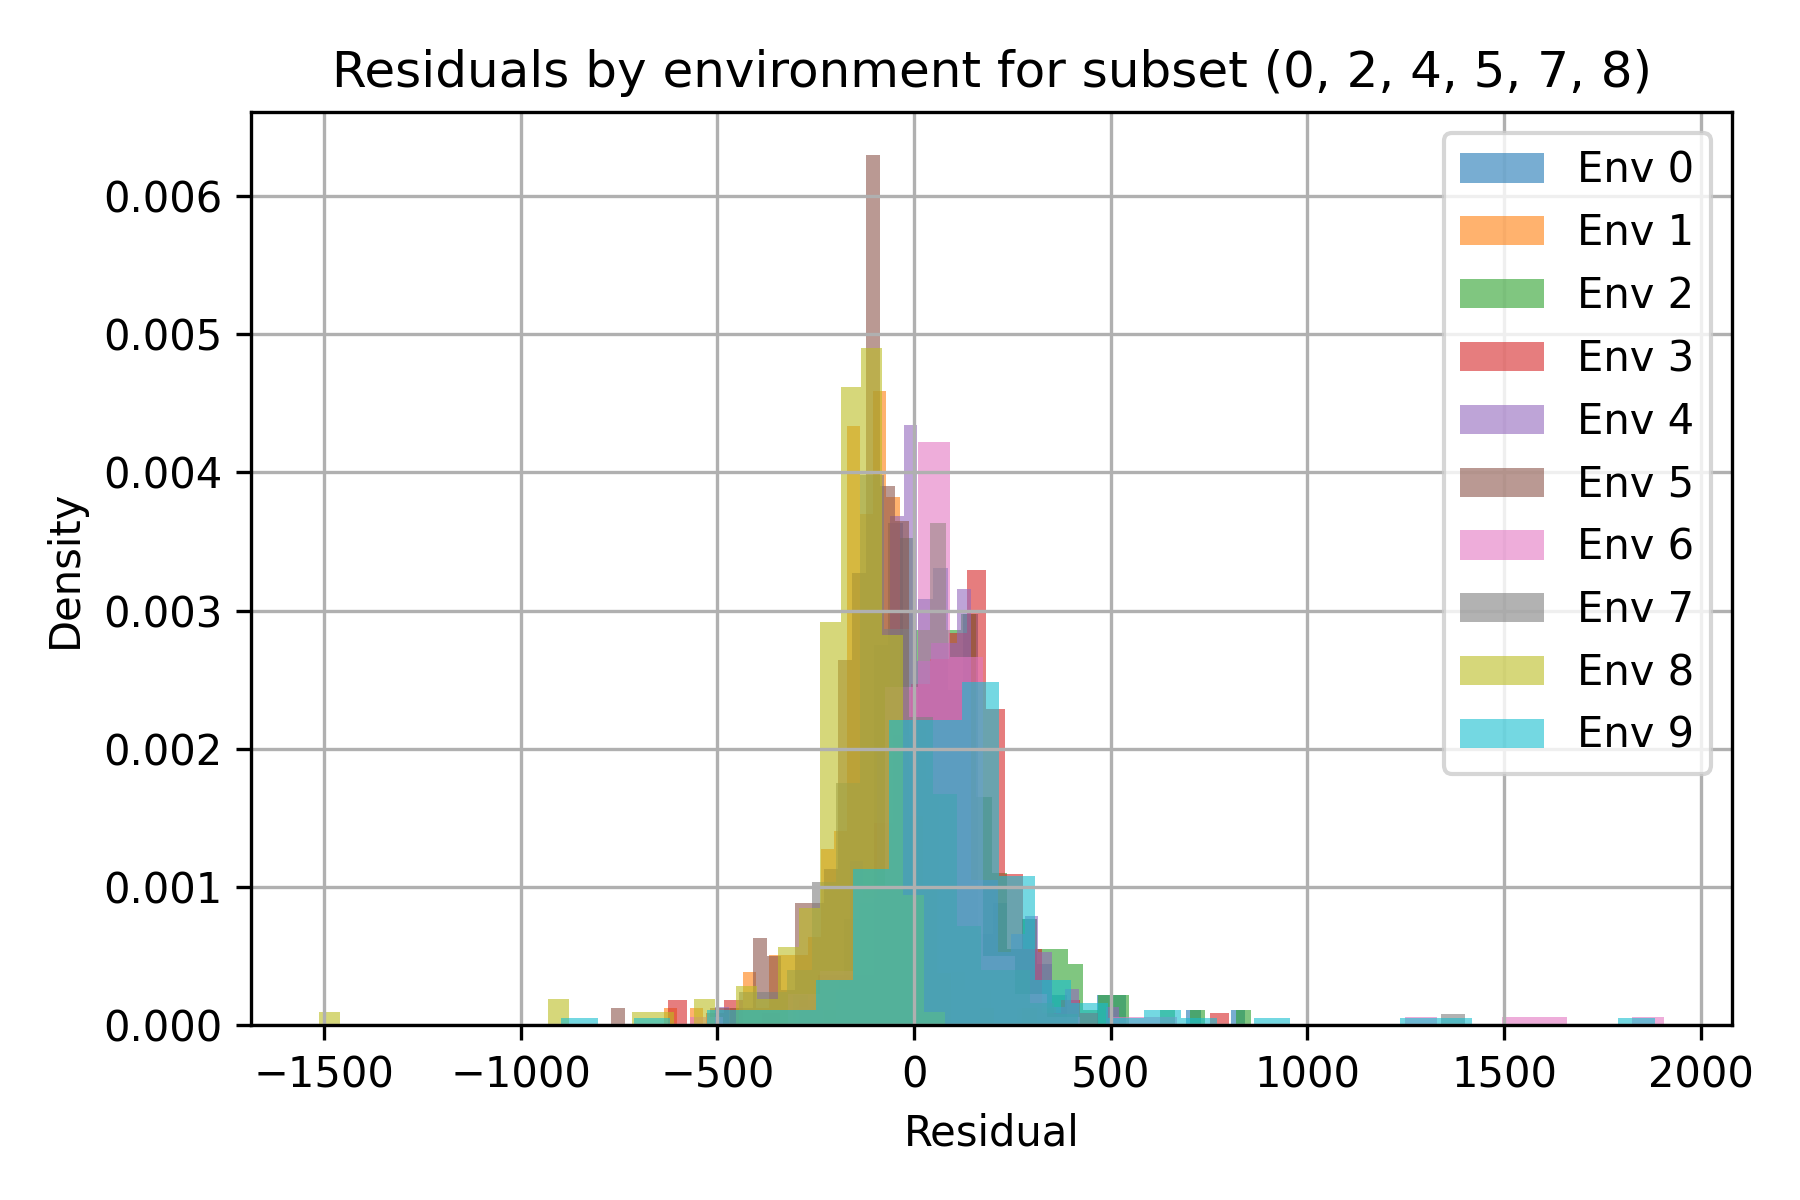 Residuals by environment for subset (0, 2, 4, 5, 7, 8)
Density
0.006
0.005
0.004
0.003
0.002
0.001
0.000
−1500 −1000 −500 0 500 1000 1500 2000
Residual
Env 0
Env 1
Env 2
Env 3
Env 4
Env 5
Env 6
Env 7
Env 8
Env 9